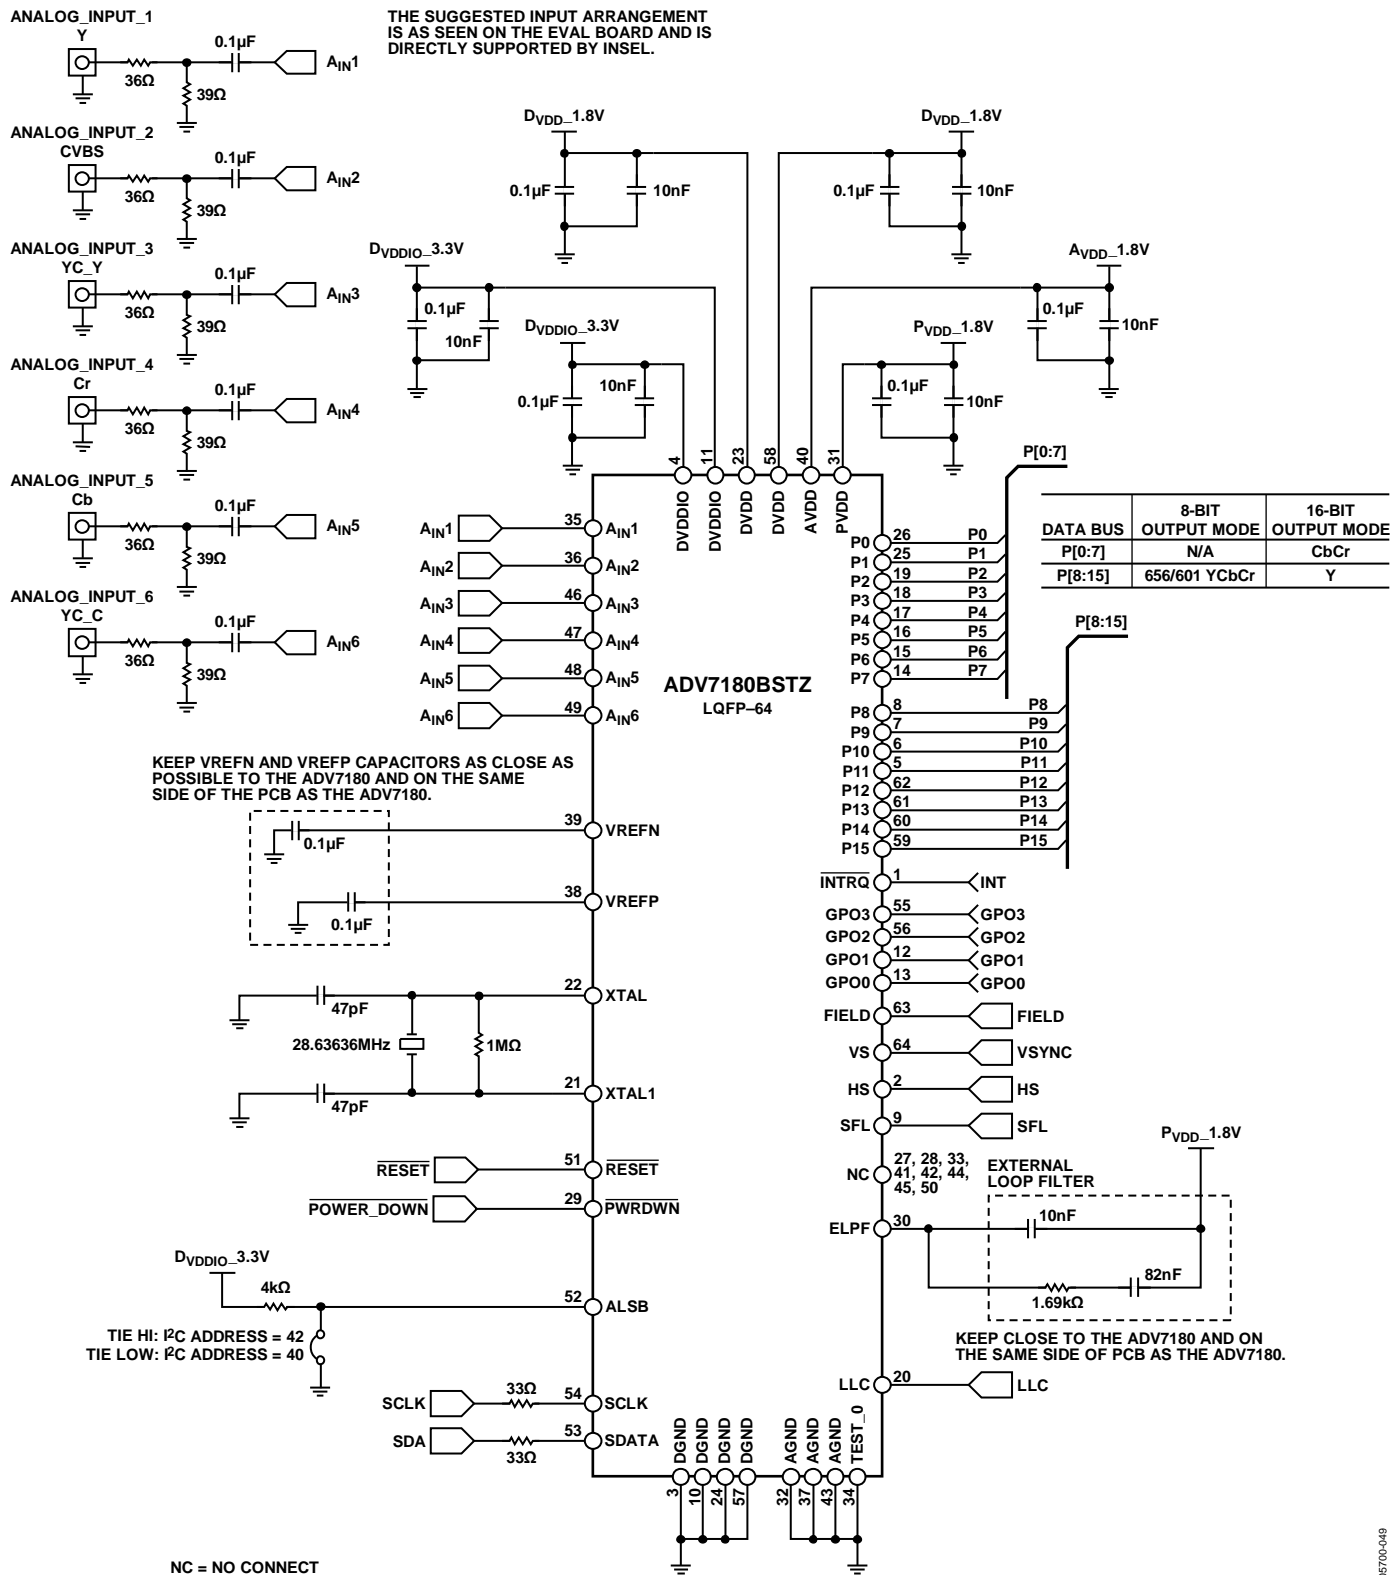 ANALOG_INPUT_1
Y
0.1µF
36Ω
39Ω
AIN1
THE SUGGESTED INPUT ARRANGEMENT
IS AS SEEN ON THE EVAL BOARD AND IS
DIRECTLY SUPPORTED BY INSEL.
ANALOG_INPUT_2
CVBS
0.1µF
36Ω
39Ω
AIN2
ANALOG_INPUT_3
YC_Y
0.1µF
36Ω
39Ω
AIN3
ANALOG_INPUT_4
Cr
0.1µF
36Ω
39Ω
AIN4
ANALOG_INPUT_5
Cb
0.1µF
36Ω
39Ω
AIN5
ANALOG_INPUT_6
YC_C
0.1µF
36Ω
39Ω
AIN6
DVDD_1.8V
0.1µF
10nF
DVDD_1.8V
0.1µF
10nF
DVDDIO_3.3V
0.1µF
10nF
DVDDIO_3.3V
0.1µF
10nF
AVDD_1.8V
0.1µF
10nF
PVDD_1.8V
0.1µF
10nF
4
11
23
58
40
31
DVDDIO
DVDDIO
DVDD
DVDD
AVDD
PVDD
AIN1 35 AIN1
AIN2 36 AIN2
AIN3 46 AIN3
AIN4 47 AIN4
AIN5 48 AIN5
AIN6 49 AIN6
ADV7180BSTZ
LQFP–64
P[0:7]
P0 26 P0
P1 25 P1
P2 19 P2
P3 18 P3
P4 17 P4
P5 16 P5
P6 15 P6
P7 14 P7
8-BIT 16-BIT
DATA BUS OUTPUT MODE OUTPUT MODE
P[0:7] N/A CbCr
P[8:15] 656/601 YCbCr Y
P[8:15]
P8 8 P8
P9 7 P9
P10 6 P10
P11 5 P11
P12 62 P12
P13 61 P13
P14 60 P14
P15 59 P15
KEEP VREFN AND VREFP CAPACITORS AS CLOSE AS
POSSIBLE TO THE ADV7180 AND ON THE SAME
SIDE OF THE PCB AS THE ADV7180.
0.1µF
39 VREFN
0.1µF
38 VREFP
INTRQ 1 INT
GPO3 55 GPO3
GPO2 56 GPO2
GPO1 12 GPO1
GPO0 13 GPO0
FIELD 63 FIELD
VS 64 VSYNC
HS 2 HS
SFL 9 SFL
47pF
22 XTAL
28.63636MHz
1MΩ
47pF
21 XTAL1
RESET 51 RESET
POWER_DOWN 29 PWRDWN
NC 27, 28, 33,
41, 42, 44,
45, 50
EXTERNAL
LOOP FILTER
PVDD_1.8V
ELPF 30
10nF
82nF
1.69kΩ
KEEP CLOSE TO THE ADV7180 AND ON
THE SAME SIDE OF PCB AS THE ADV7180.
DVDDIO_3.3V
4kΩ
52 ALSB
TIE HI: I2C ADDRESS = 42
TIE LOW: I2C ADDRESS = 40
LLC 20 LLC
SCLK 33Ω 54 SCLK
SDA 33Ω 53 SDATA
DGND
DGND
DGND
DGND
AGND
AGND
AGND
TEST_0
3
10
24
57
32
37
43
34
NC = NO CONNECT
05700-049